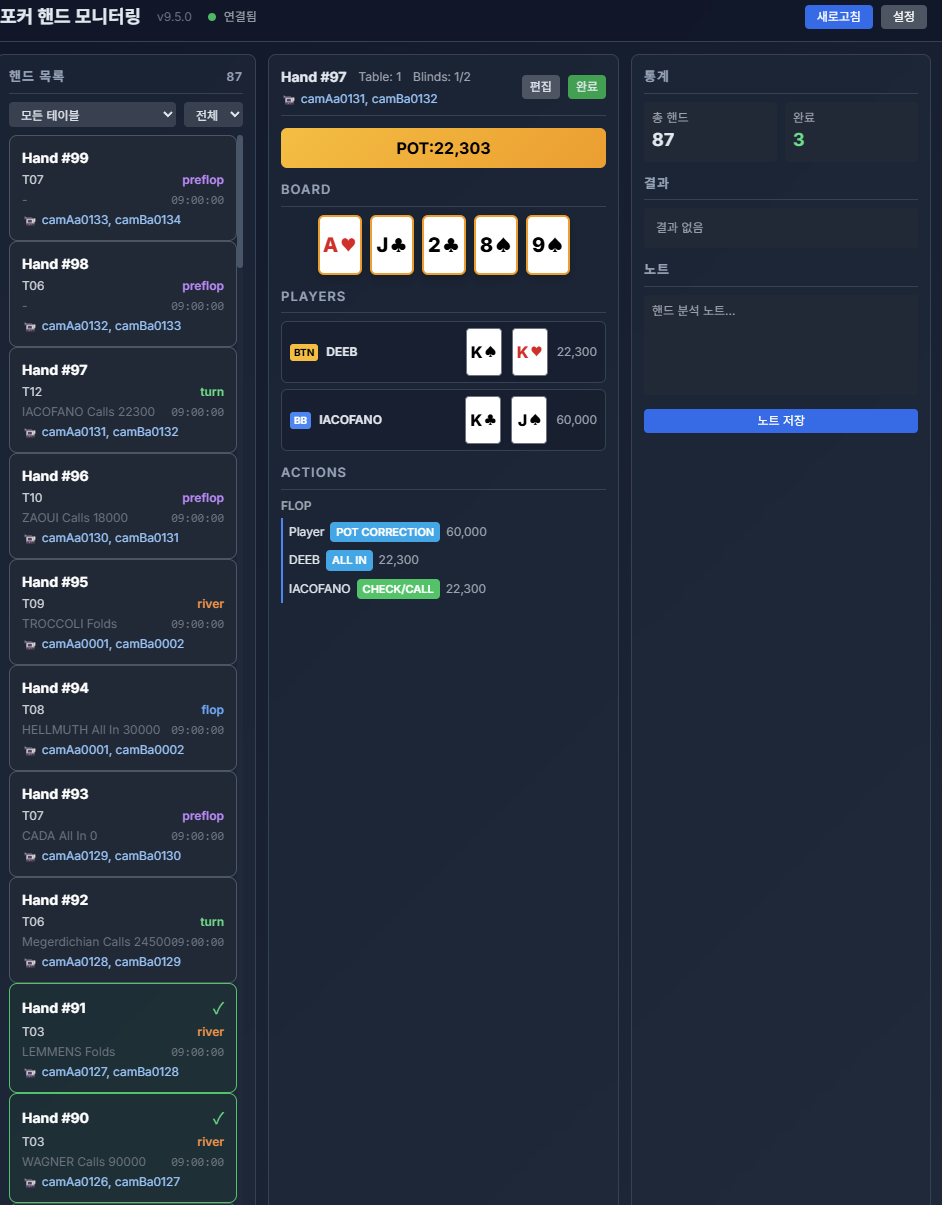 포커 핸드 모니터링 v9.5.0 연결됨 새로고침 설정
핸드 목록 87
모든 테이블 전체
Hand #99
T07 preflop
- 09:00:00
camAa0133, camBa0134
Hand #98
T06 preflop
- 09:00:00
camAa0132, camBa0133
Hand #97
T12 turn
IACOFANO Calls 22300 09:00:00
camAa0131, camBa0132
Hand #96
T10 preflop
ZAOUI Calls 18000 09:00:00
camAa0130, camBa0131
Hand #95
T09 river
TROCCOLI Folds 09:00:00
camAa0001, camBa0002
Hand #94
T08 flop
HELLMUTH All In 30000 09:00:00
camAa0001, camBa0002
Hand #93
T07 preflop
CADA All In 0 09:00:00
camAa0129, camBa0130
Hand #92
T06 turn
Megerdichian Calls 24500 09:00:00
camAa0128, camBa0129
Hand #91 ✓
T03 river
LEMMENS Folds 09:00:00
camAa0127, camBa0128
Hand #90 ✓
T03 river
WAGNER Calls 90000 09:00:00
camAa0126, camBa0127
Hand #97 Table: 1 Blinds: 1/2
camAa0131, camBa0132
편집 완료
POT:22,303
BOARD
A♥ J♣ 2♣ 8♠ 9♠
PLAYERS
BTN DEEB K♠ K♥ 22,300
BB IACOFANO K♣ J♠ 60,000
ACTIONS
FLOP
Player POT CORRECTION 60,000
DEEB ALL IN 22,300
IACOFANO CHECK/CALL 22,300
통계
총 핸드 완료
87 3
결과
결과 없음
노트
핸드 분석 노트...
노트 저장